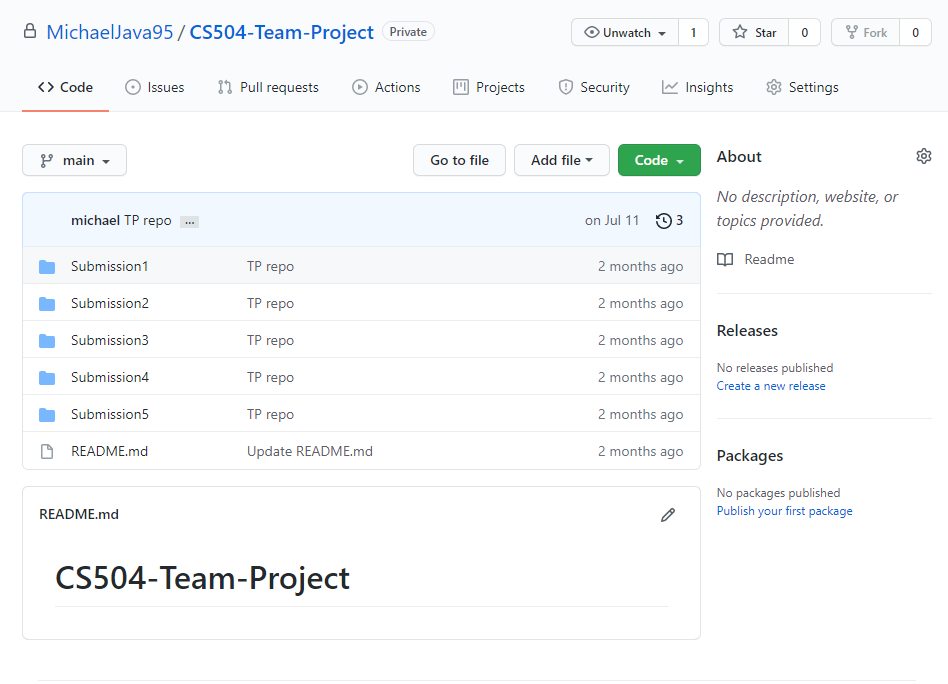 MichaelJava95 / CS504-Team-Project Private Unwatch 1 Star 0 Fork 0
Code Issues Pull requests Actions Projects Security Insights Settings
main Go to file Add file Code
michael TP repo ... on Jul 11 3
Submission1 TP repo 2 months ago
Submission2 TP repo 2 months ago
Submission3 TP repo 2 months ago
Submission4 TP repo 2 months ago
Submission5 TP repo 2 months ago
README.md Update README.md 2 months ago
README.md
CS504-Team-Project
About
No description, website, or
topics provided.
Readme
Releases
No releases published
Create a new release
Packages
No packages published
Publish your first package